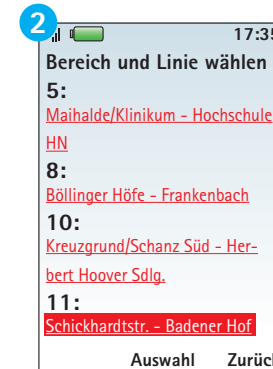 2
17:35
Bereich und Linie wählen
5:
Maihalde/Klinikum - Hochschule
HN
8:
Böllinger Höfe - Frankenbach
10:
Kreuzgrund/Schanz Süd - Her-
bert Hoover Sdlg.
11:
Schickhardtstr. - Badener Hof
Auswahl Zurück